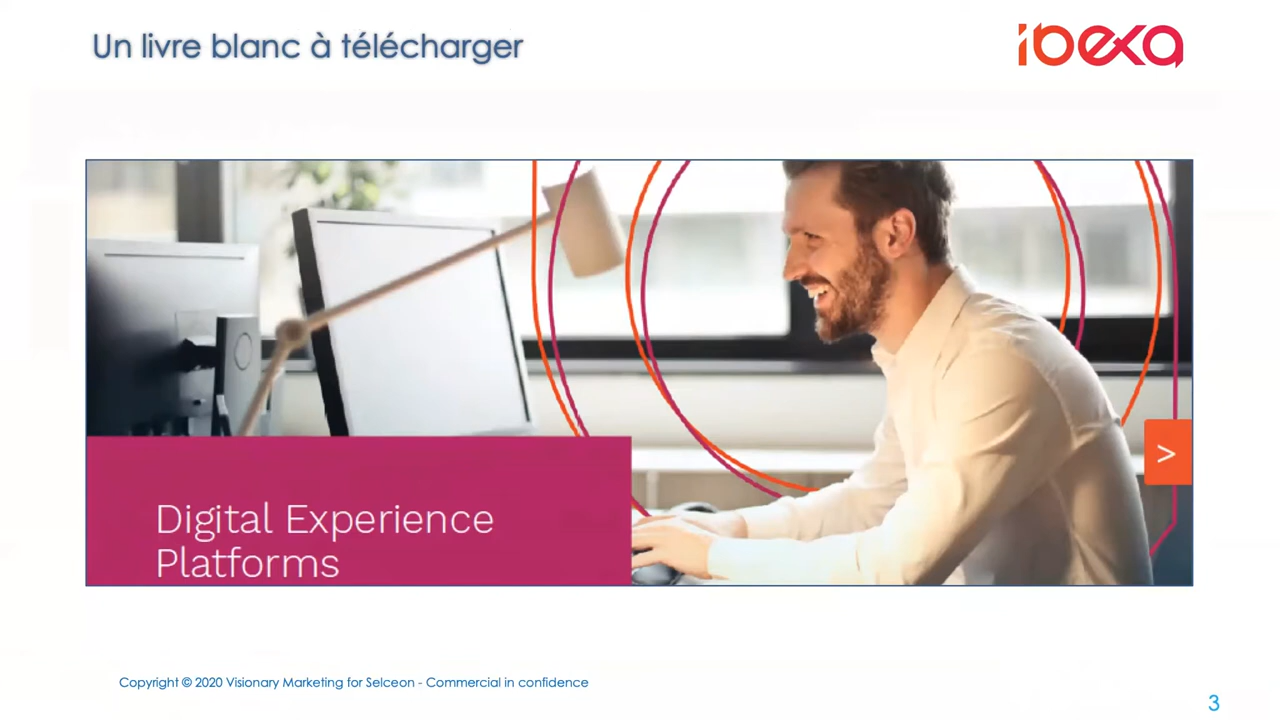 Un livre blanc à télécharger
ibexa
Digital Experience
Platforms
>
Copyright © 2020 Visionary Marketing for Selceon - Commercial in confidence
3